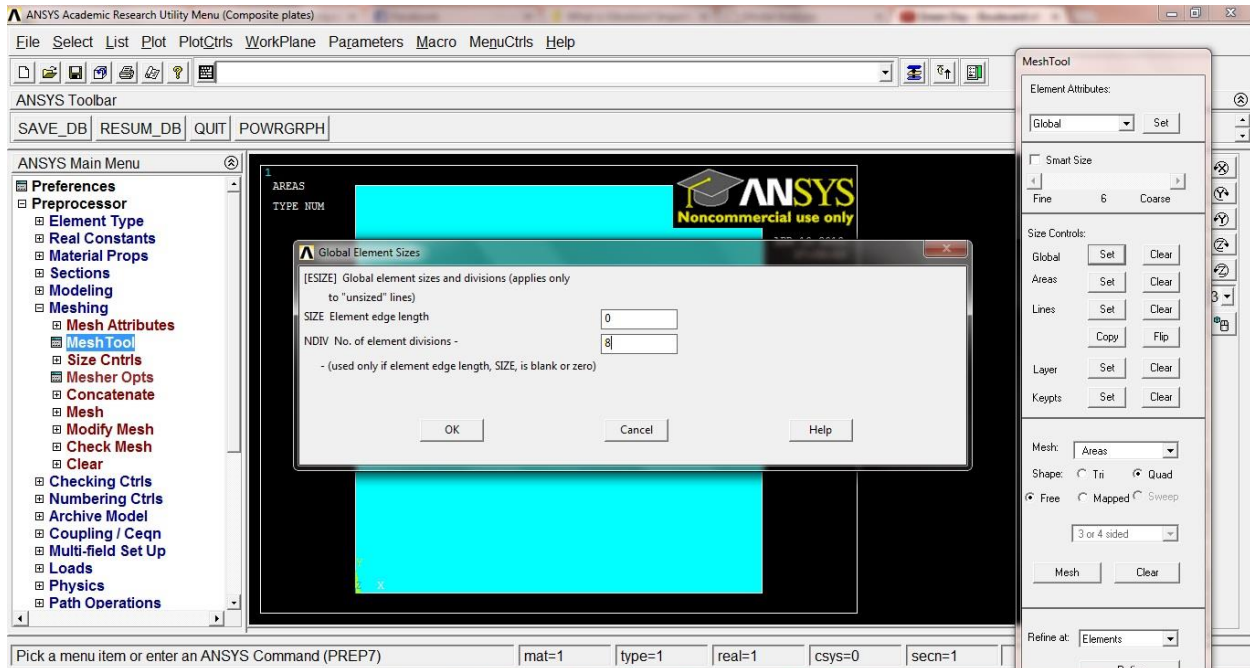 ANSYS Academic Research Utility Menu (Composite plates)
File Select List Plot PlotCtrls WorkPlane Parameters Macro MenuCtrls Help
ANSYS Toolbar
SAVE_DB RESUM_DB QUIT POWRGRPH
ANSYS Main Menu
Preferences
Preprocessor
Element Type
Real Constants
Material Props
Sections
Modeling
Meshing
Mesh Attributes
MeshTool
Size Cntrls
Mesher Opts
Concatenate
Mesh
Modify Mesh
Check Mesh
Clear
Checking Ctrls
Numbering Ctrls
Archive Model
Coupling / Ceqn
Multi-field Set Up
Loads
Physics
Path Operations
1
AREAS
TYPE NUM
ANSYS
Noncommercial use only
Y
Z X
Global Element Sizes
[ESIZE] Global element sizes and divisions (applies only
to "unsized" lines)
SIZE Element edge length 0
NDIV No. of element divisions - 8
- (used only if element edge length, SIZE, is blank or zero)
OK Cancel Help
MeshTool
Element Attributes:
Global Set
Smart Size
Fine 6 Coarse
Size Controls:
Global Set Clear
Areas Set Clear
Lines Set Clear
Copy Flip
Layer Set Clear
Keypts Set Clear
Mesh: Areas
Shape: Tri Quad
Free Mapped Sweep
3 or 4 sided
Mesh Clear
Refine at: Elements
3
Pick a menu item or enter an ANSYS Command (PREP7) mat=1 type=1 real=1 csys=0 secn=1